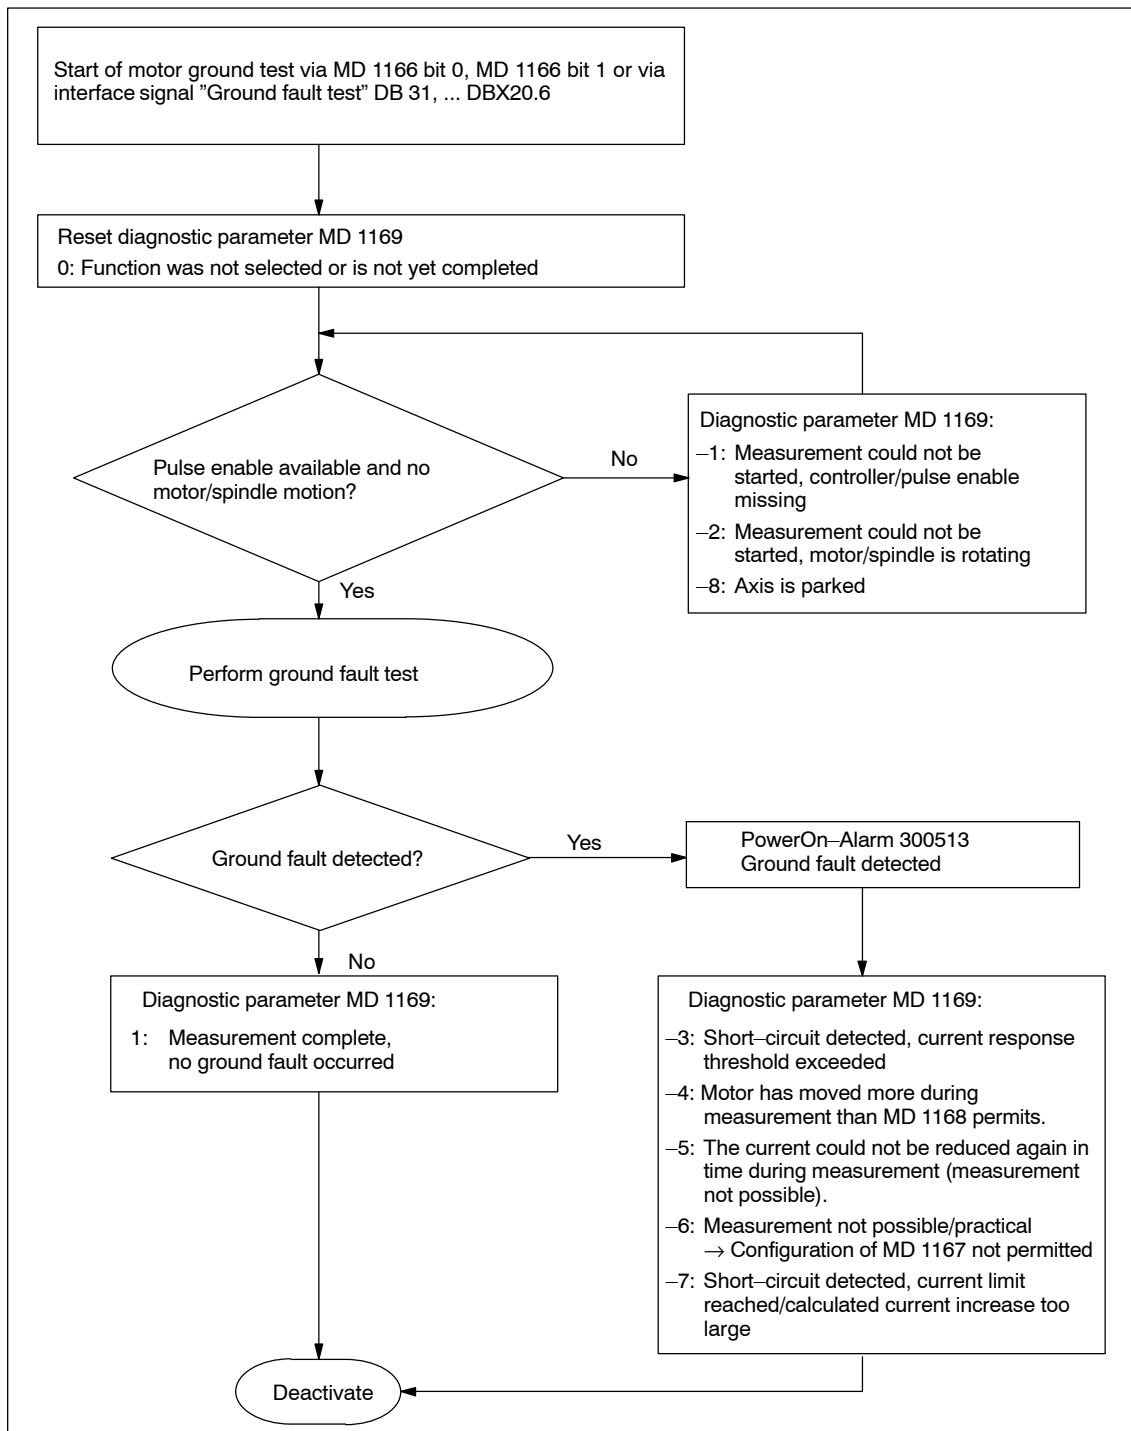 Start of motor ground test via MD 1166 bit 0, MD 1166 bit 1 or via
interface signal ”Ground fault test” DB 31, ... DBX20.6
Reset diagnostic parameter MD 1169
0: Function was not selected or is not yet completed
Pulse enable available and no
motor/spindle motion?
No
Diagnostic parameter MD 1169:
–1: Measurement could not be
started, controller/pulse enable
missing
–2: Measurement could not be
started, motor/spindle is rotating
–8: Axis is parked
Yes
Perform ground fault test
Ground fault detected?
Yes
PowerOn–Alarm 300513
Ground fault detected
No
Diagnostic parameter MD 1169:
1: Measurement complete,
no ground fault occurred
Diagnostic parameter MD 1169:
–3: Short–circuit detected, current response
threshold exceeded
–4: Motor has moved more during
measurement than MD 1168 permits.
–5: The current could not be reduced again in
time during measurement (measurement
not possible).
–6: Measurement not possible/practical
→ Configuration of MD 1167 not permitted
–7: Short–circuit detected, current limit
reached/calculated current increase too
large
Deactivate